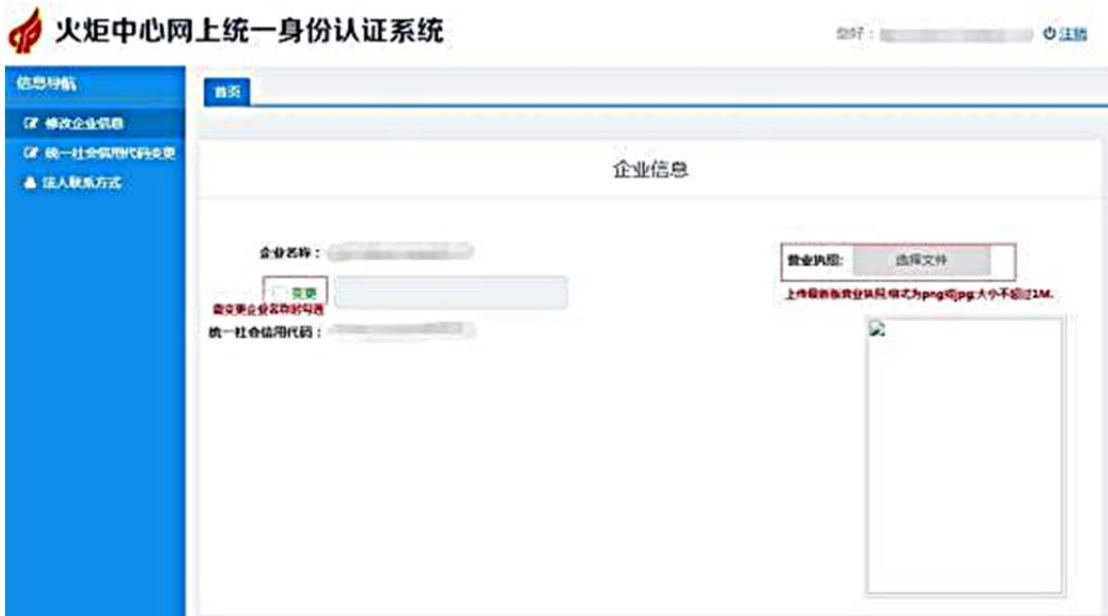 火炬中心网上统一身份认证系统
您好：
注销
信息导航
首页
修改企业信息
统一社会信用代码变更
法人联系方式
企业信息
企业名称：
营业执照:
选择文件
变更
需变更企业名称时勾选
上传最新版营业执照,格式为png或jpg,大小不超过1M.
统一社会信用代码：